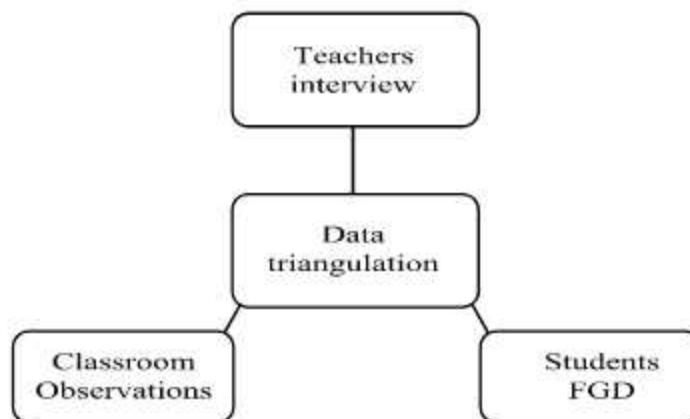 Teachers
interview
Data
triangulation
Classroom
Observations
Students
FGD